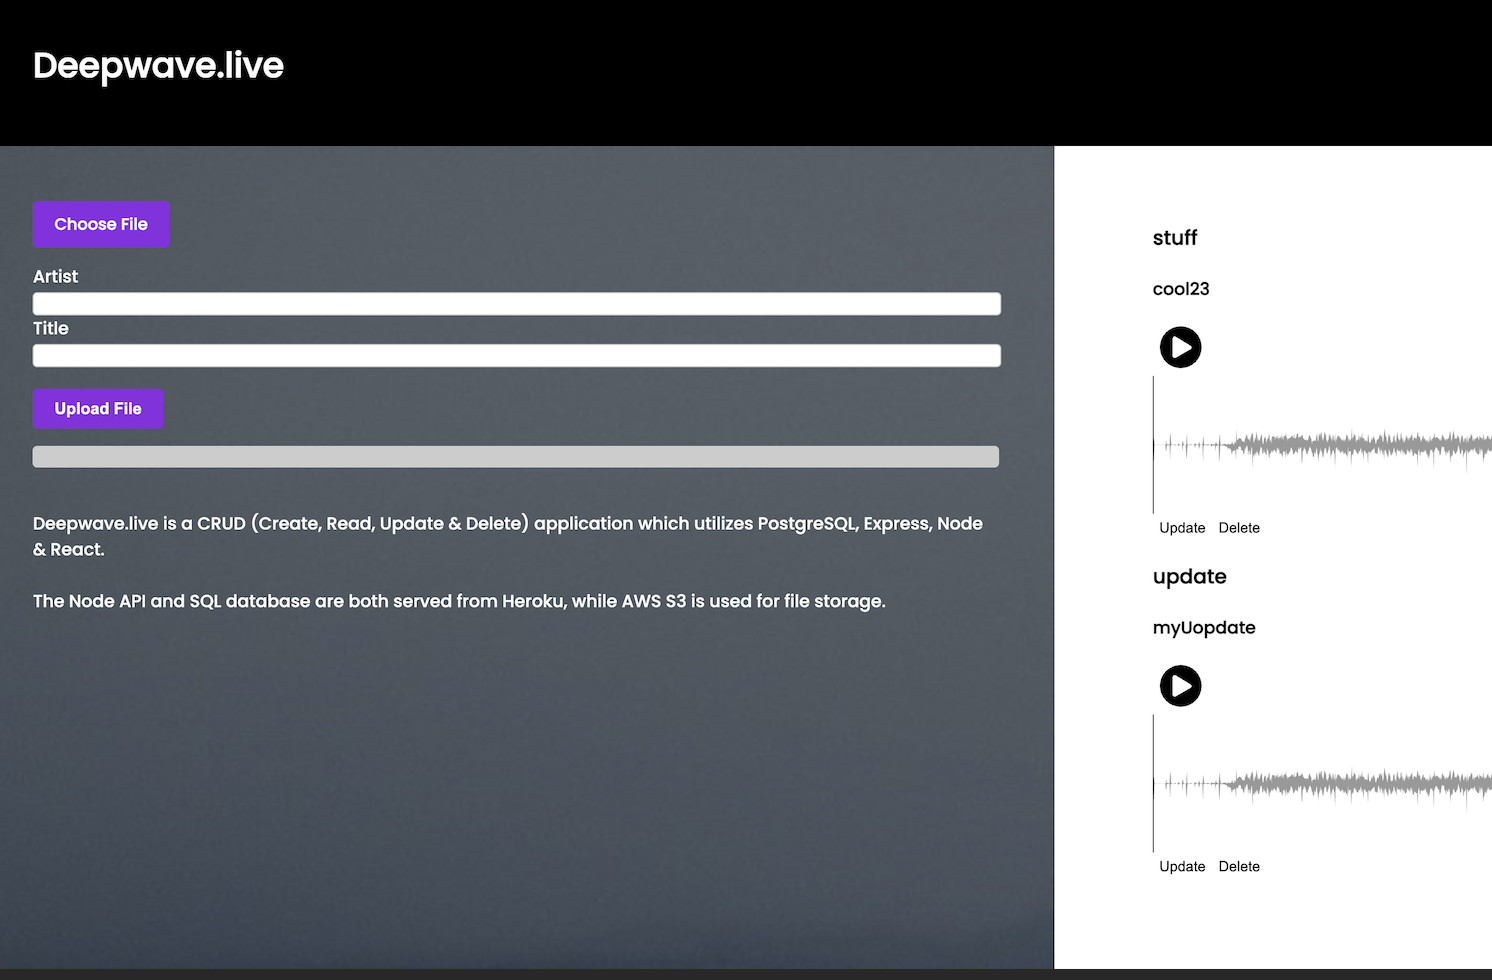 Deepwave.live
Choose File
Artist
Title
Upload File
Deepwave.live is a CRUD (Create, Read, Update & Delete) application which utilizes PostgreSQL, Express, Node
& React.
The Node API and SQL database are both served from Heroku, while AWS S3 is used for file storage.
stuff
cool23
Update Delete
update
myUopdate
Update Delete